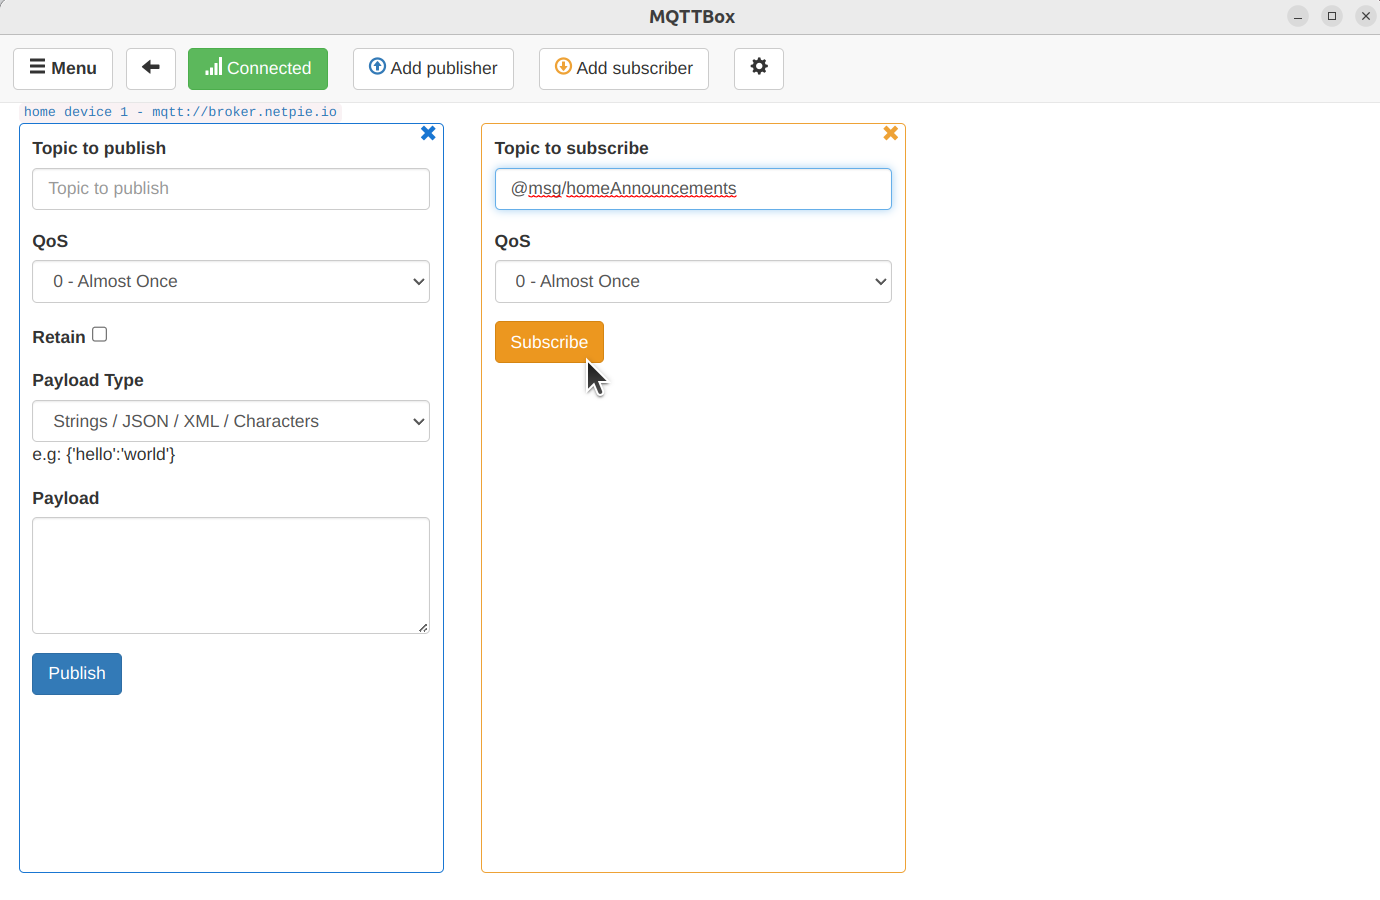 MQTTBox
Menu
Connected
Add publisher
Add subscriber
home device 1 - mqtt://broker.netpie.io
Topic to publish
Topic to publish
QoS
0 - Almost Once
Retain
Payload Type
Strings / JSON / XML / Characters
e.g: {'hello':'world'}
Payload
Publish
Topic to subscribe
@msg/homeAnnouncements
QoS
0 - Almost Once
Subscribe